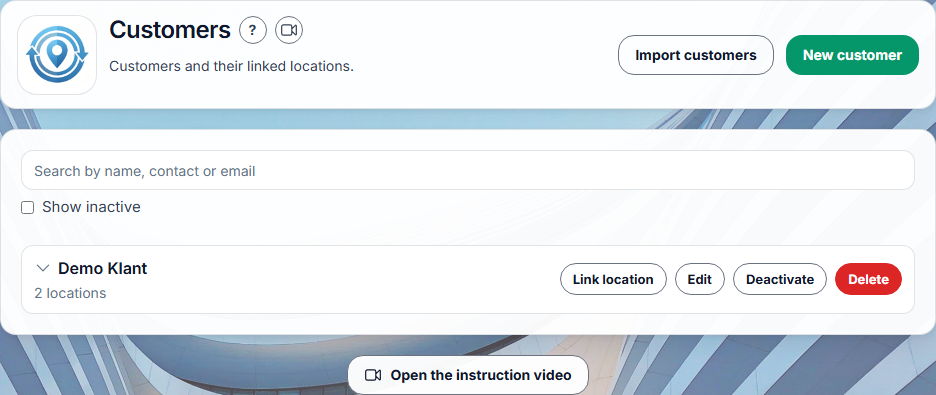 Customers ?
Customers and their linked locations.
Import customers
New customer
Search by name, contact or email
Show inactive
Demo Klant
2 locations
Link location
Edit
Deactivate
Delete
Open the instruction video